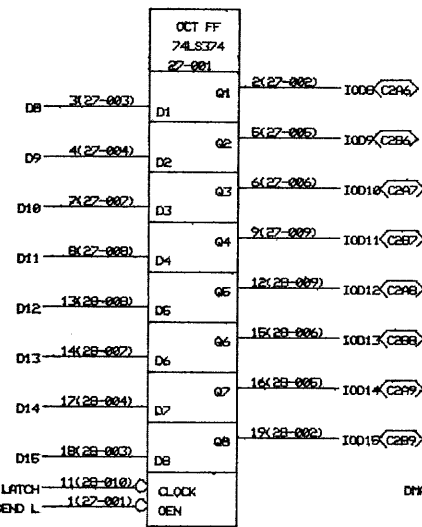 OCT FF
74LS374
27-001
D8 3(27-003) D1 Q1 2(27-002) IOD8 C2A6
D9 4(27-004) D2 Q2 5(27-005) IOD9 C2B6
D10 7(27-007) D3 Q3 6(27-006) IOD10 C2A7
D11 8(27-008) D4 Q4 9(27-009) IOD11 C2B7
D12 13(28-008) D5 Q5 12(28-009) IOD12 C2A8
D13 14(28-007) D6 Q6 15(28-006) IOD13 C2B8
D14 17(28-004) D7 Q7 16(28-005) IOD14 C2A9
D15 18(28-003) D8 Q8 19(28-002) IOD15 C2B9
LATCH 11(28-010) CLOCK
END L 1(27-001) OEN